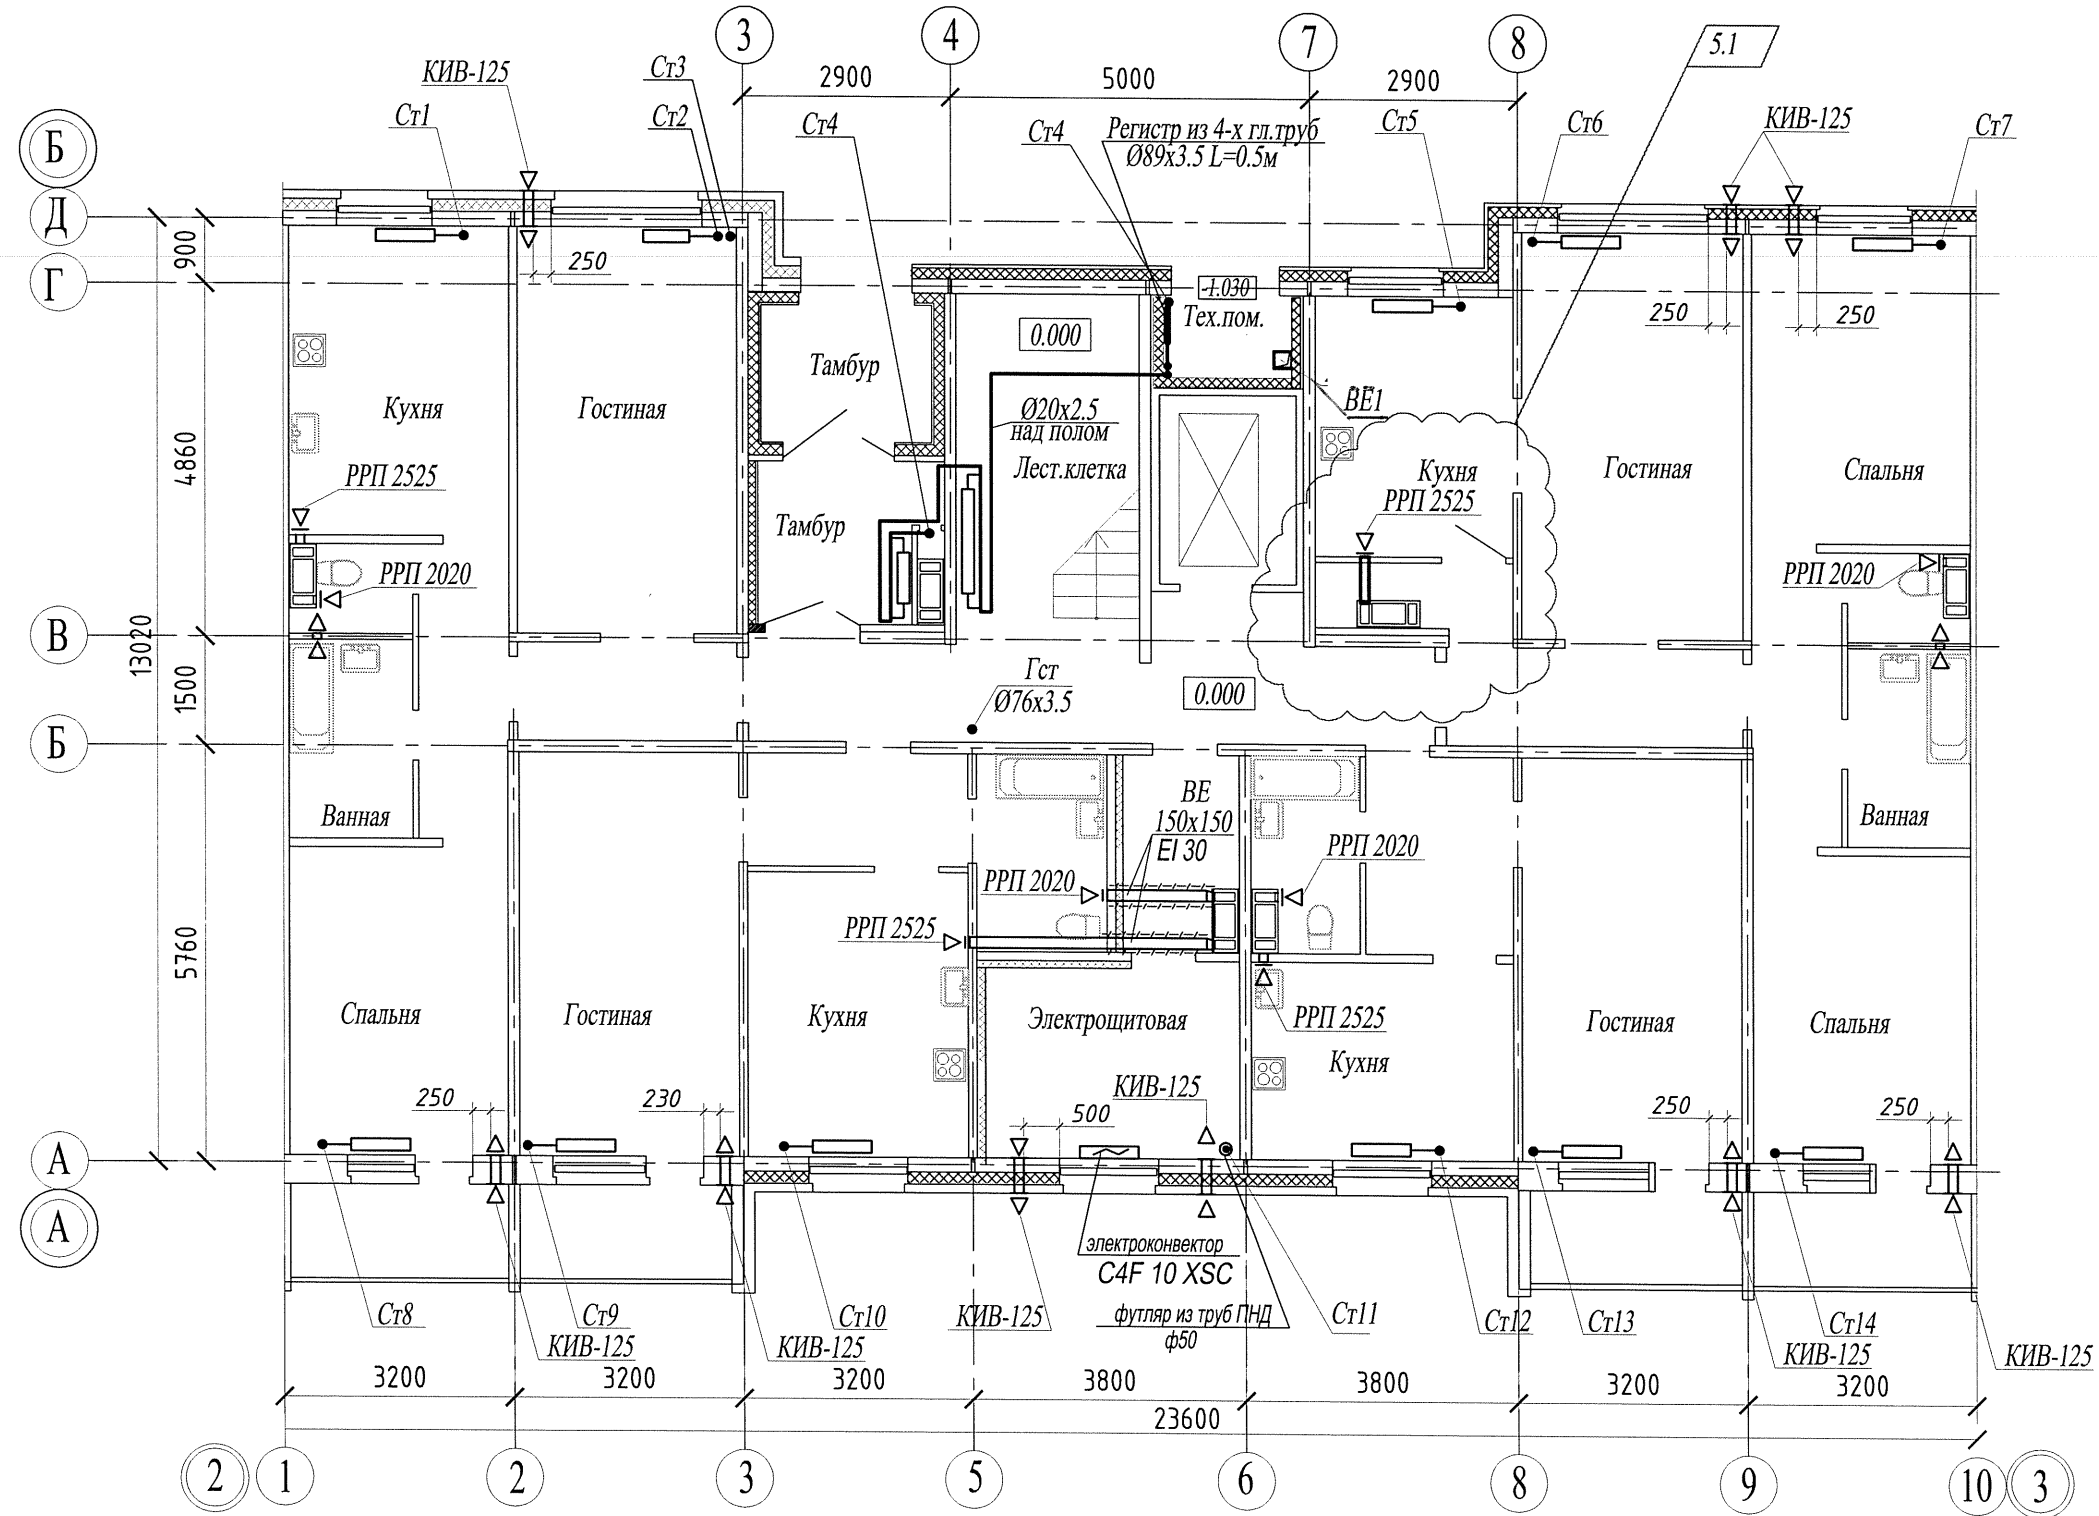 3
4
7
8
5.1
КИВ-125
Ст3
2900
5000
2900
Ст1
Ст2
Ст4
Ст4
Регистр из 4-х гл.труб
Ø89х3.5 L=0.5м
Ст5
Ст6
КИВ-125
Ст7
Б
Д
900
250
Г
-1.030
Тех.пом.
250
250
0.000
Тамбур
ВЕ1
Кухня
Гостиная
Ø20х2.5
над полом
4860
РРП 2525
Лест.клетка
Кухня
РРП 2525
Гостиная
Спальня
Тамбур
РРП 2020
РРП 2020
В
13020
1500
Гст
Ø76х3.5
0.000
Б
Ванная
ВЕ
150х150
EI 30
РРП 2020
Ванная
РРП 2020
РРП 2525
5760
Спальня
Гостиная
Кухня
Электрощитовая
РРП 2525
Кухня
Гостиная
Спальня
250
230
500
КИВ-125
250
250
А
А
электроконвектор
C4F 10 XSC
футляр из труб ПНД
ф50
Ст8
Ст9
КИВ-125
КИВ-125
Ст10
КИВ-125
Ст11
Ст12
Ст13
КИВ-125
Ст14
КИВ-125
3200
3200
3200
3800
3800
3200
3200
23600
2
1
2
3
5
6
8
9
10
3